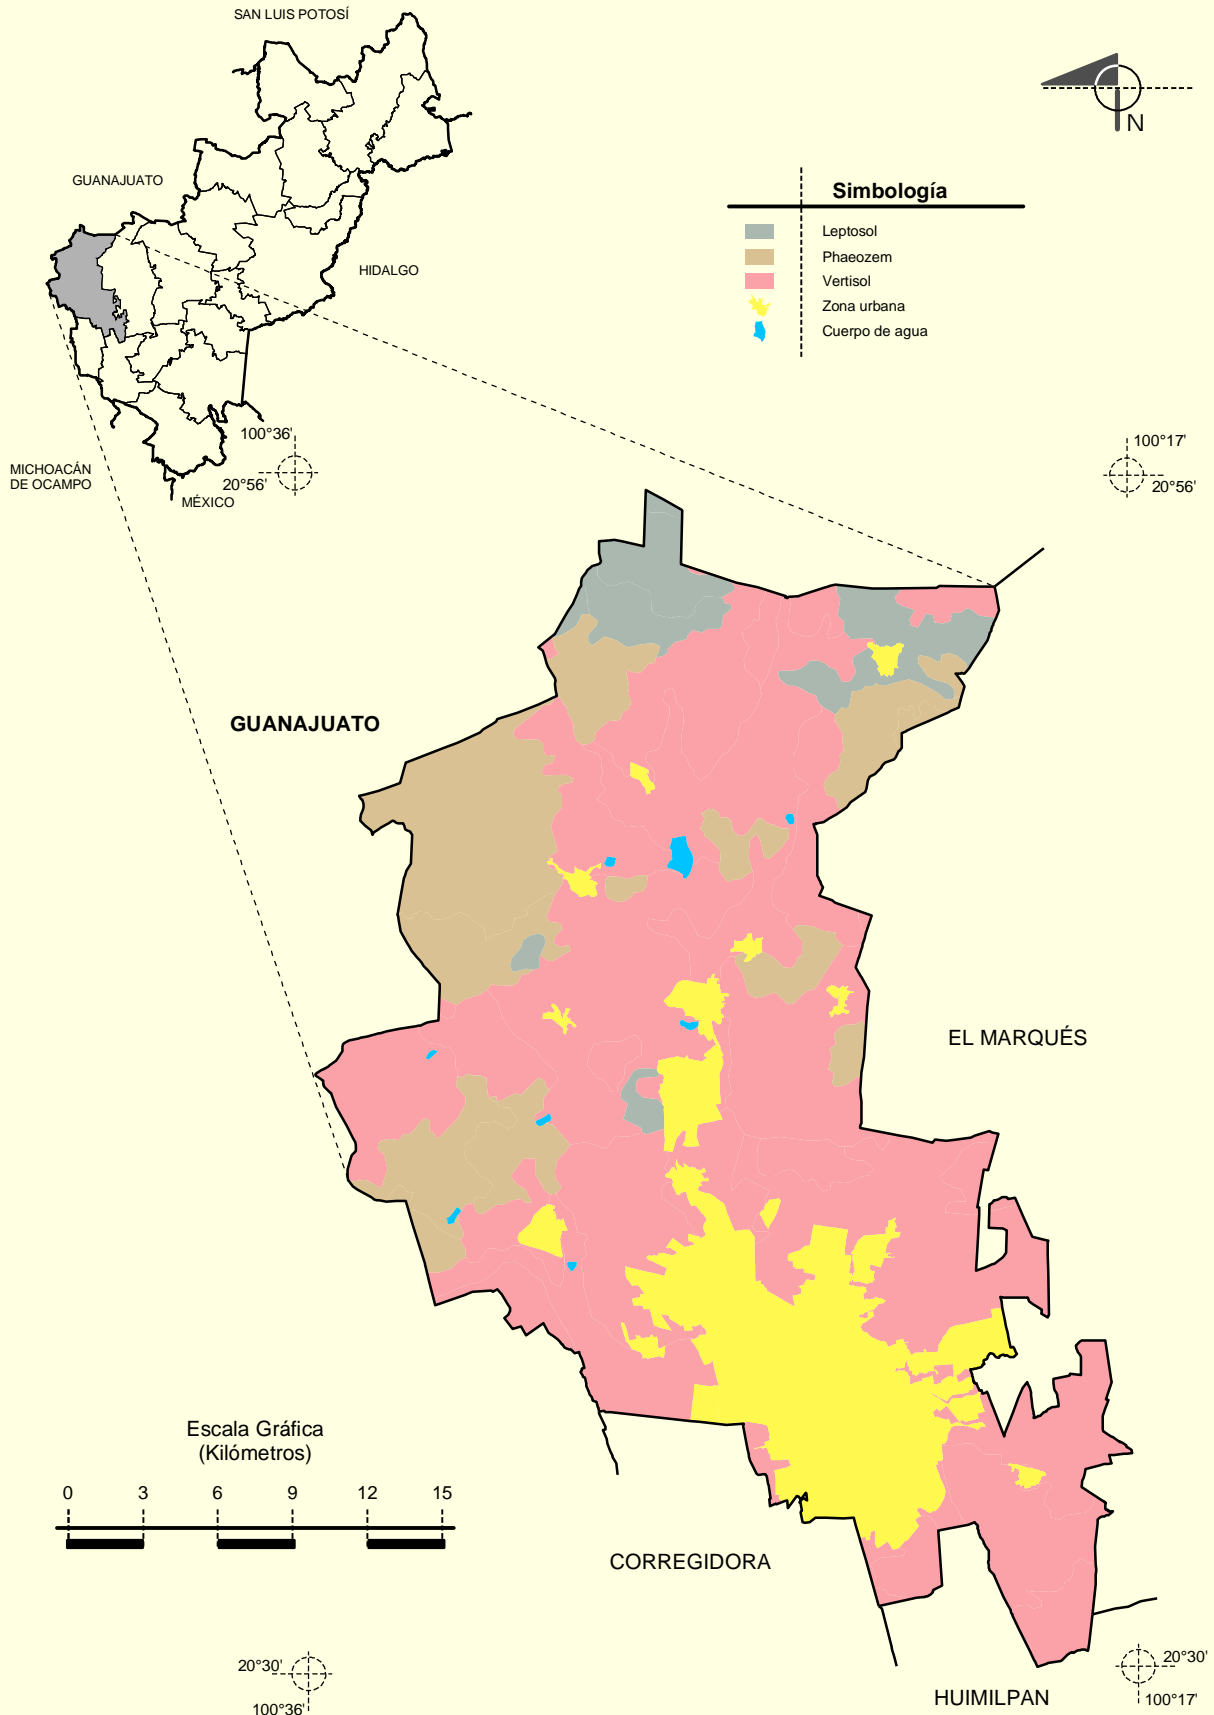 SAN LUIS POTOSÍ
GUANAJUATO
HIDALGO
MICHOACÁN
DE OCAMPO
MÉXICO
N
Simbología
Leptosol
Phaeozem
Vertisol
Zona urbana
Cuerpo de agua
100°36'
20°56'
100°17'
20°56'
GUANAJUATO
EL MARQUÉS
Escala Gráfica
(Kilómetros)
0 3 6 9 12 15
CORREGIDORA
HUIMILPAN
20°30'
100°36'
20°30'
100°17'